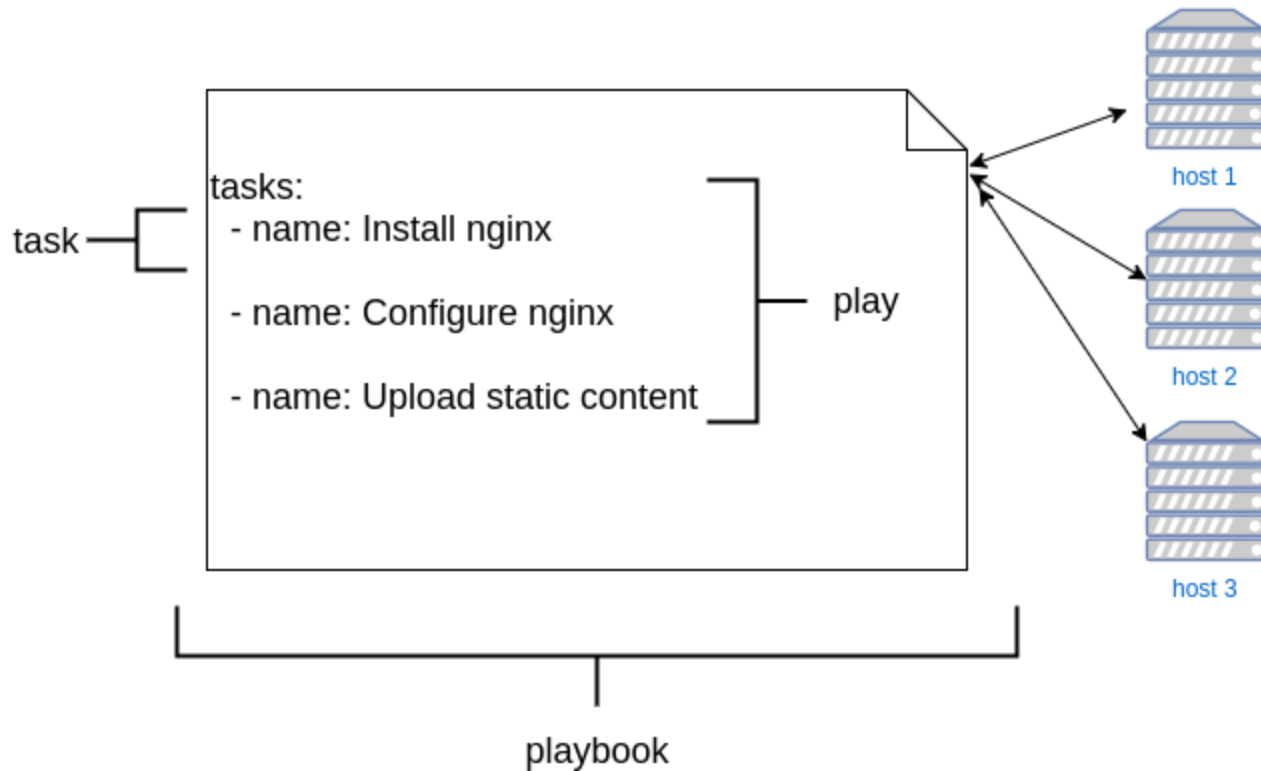 tasks:
- name: Install nginx
- name: Configure nginx
- name: Upload static content
task
play
playbook
host 1
host 2
host 3